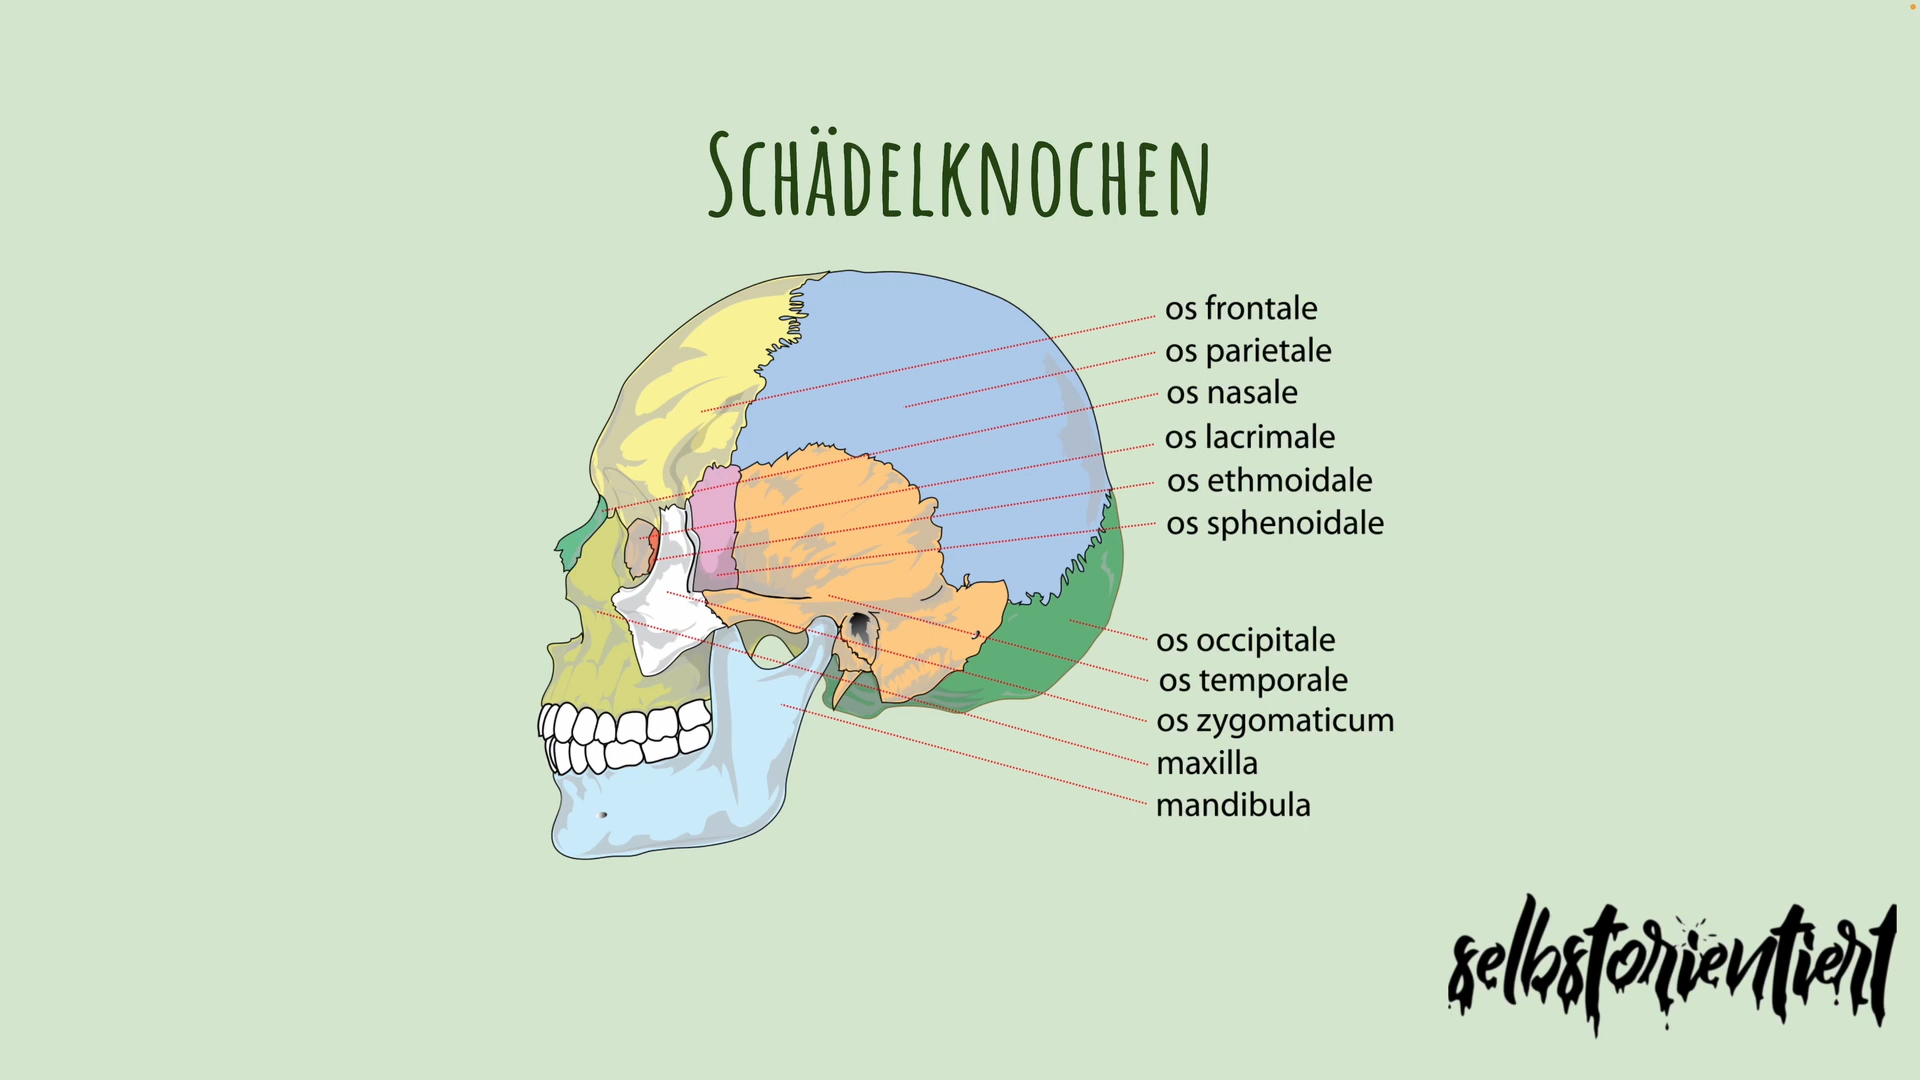 Schädelknochen
os frontale
os parietale
os nasale
os lacrimale
os ethmoidale
os sphenoidale
os occipitale
os temporale
os zygomaticum
maxilla
mandibula
selbstorientiert